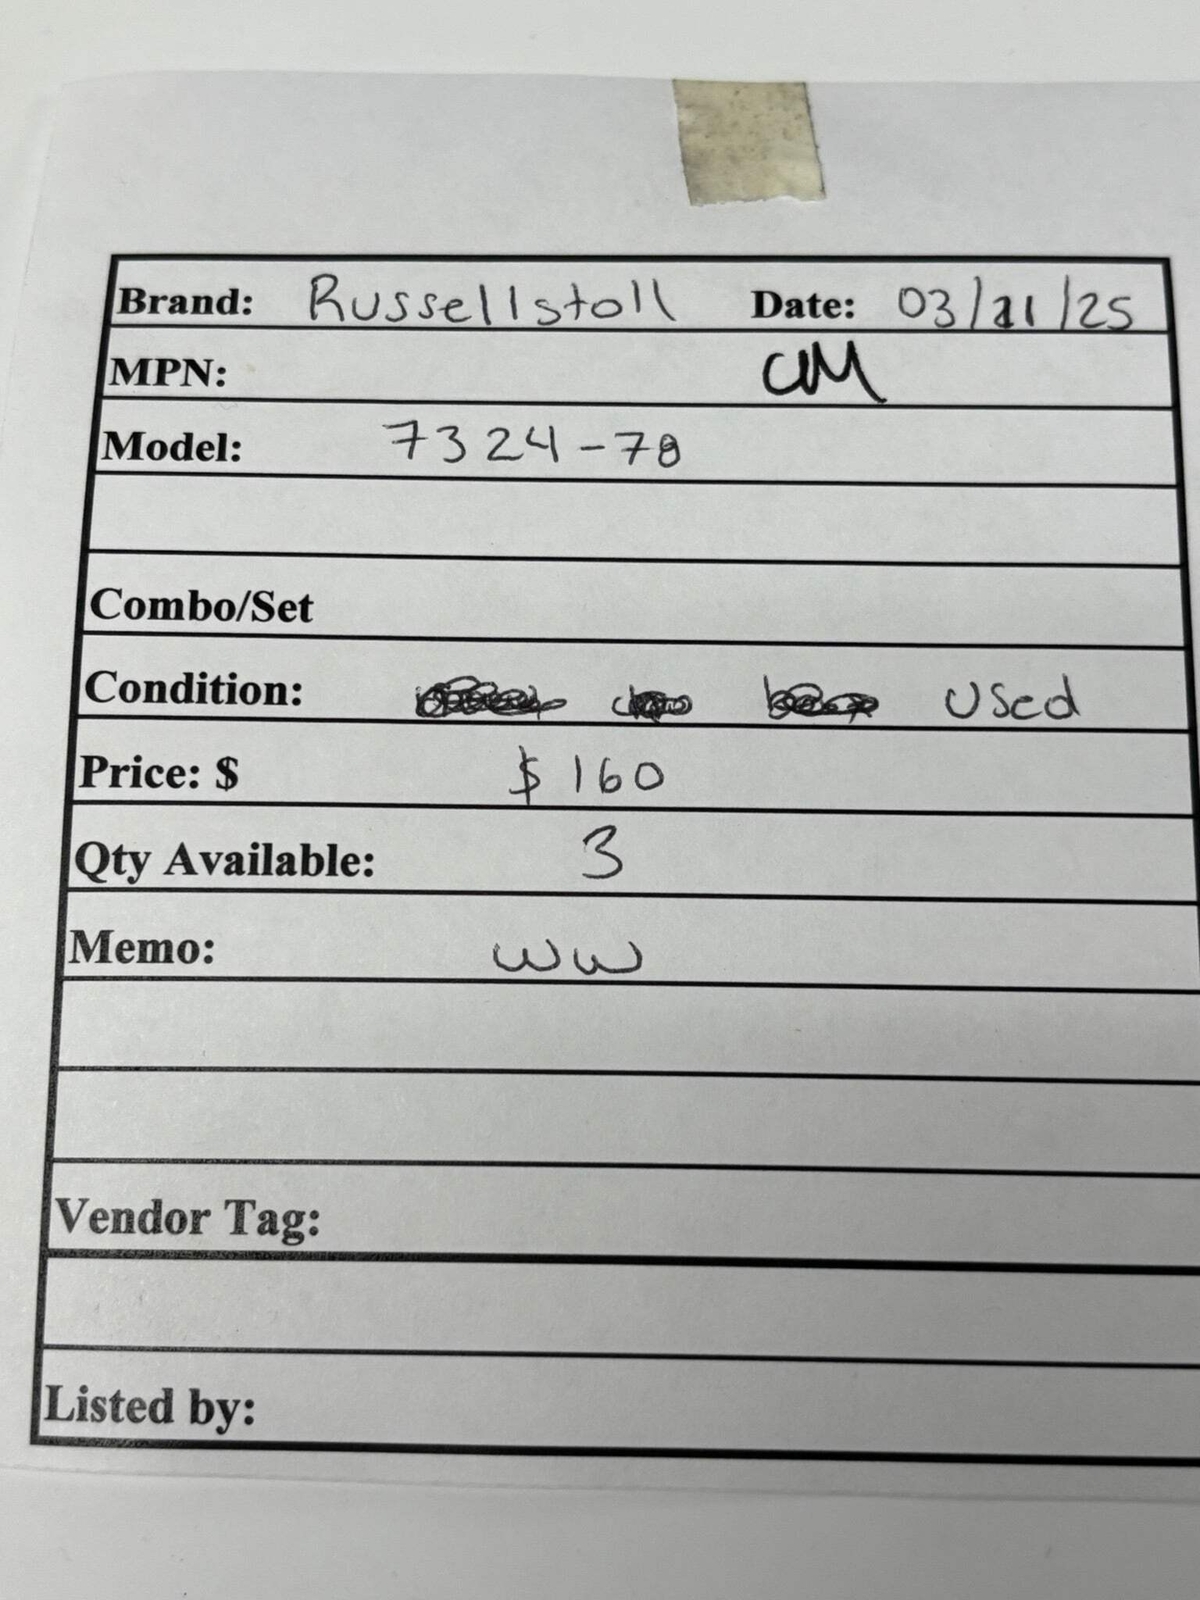 Brand: Russellstoll Date: 03/21/25
MPN: CM
Model: 7324-78
Combo/Set
Condition: Used
Price: $ $160
Qty Available: 3
Memo: WW
Vendor Tag:
Listed by: